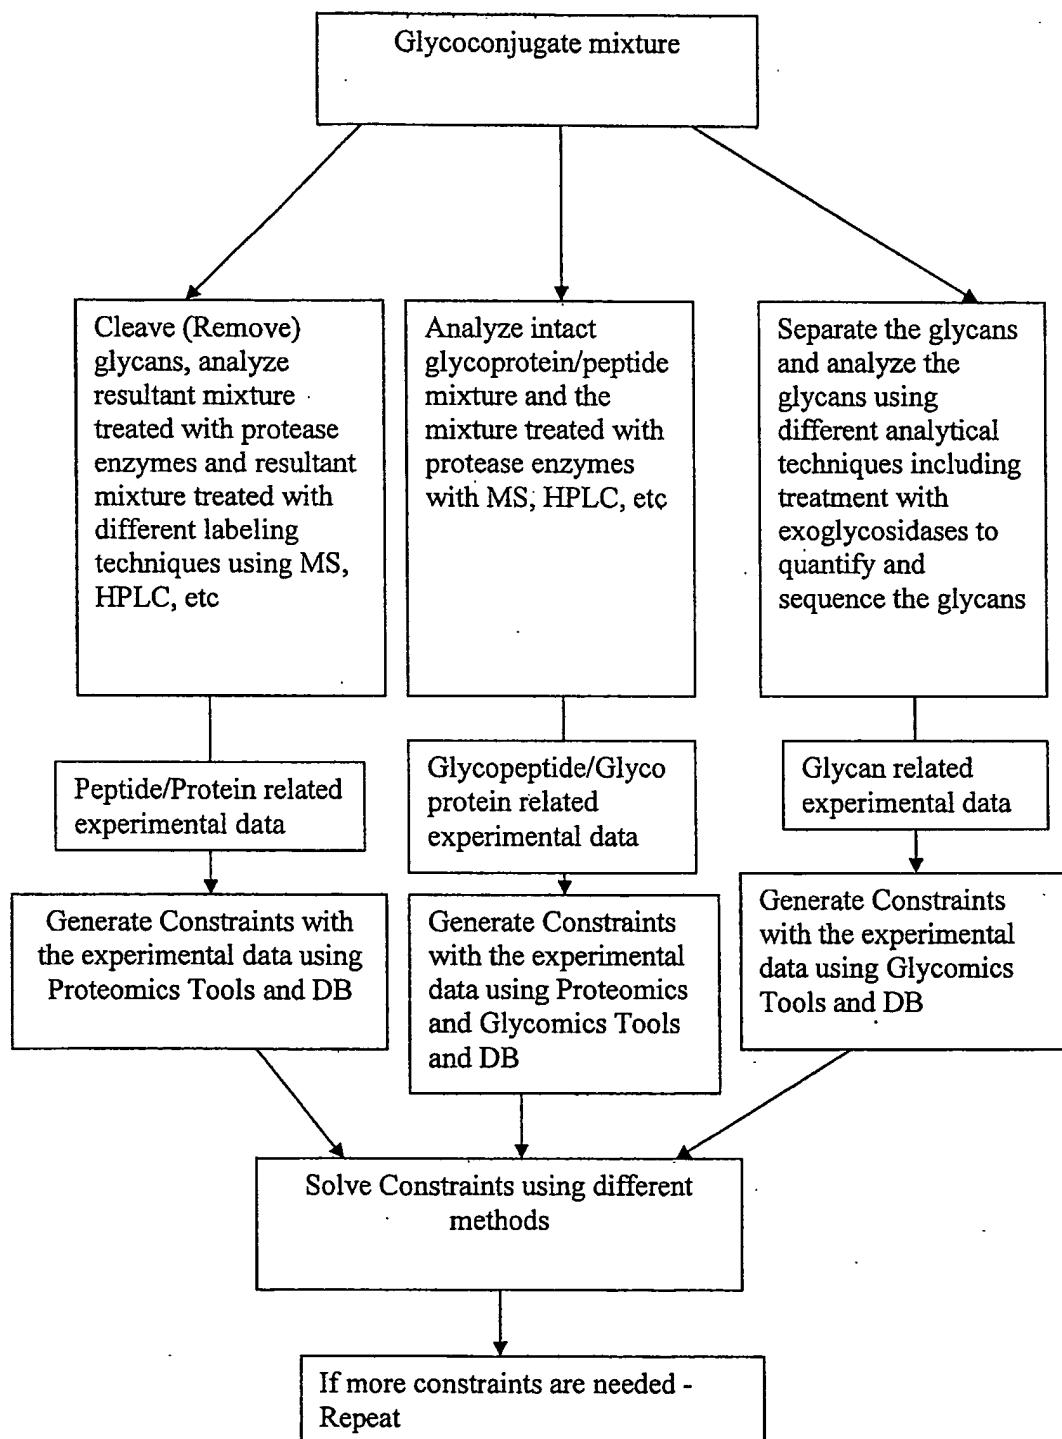 Glycoconjugate mixture
Cleave (Remove)
glycans, analyze
resultant mixture
treated with protease
enzymes and resultant
mixture treated with
different labeling
techniques using MS,
HPLC, etc
Analyze intact
glycoprotein/peptide
mixture and the
mixture treated with
protease enzymes
with MS, HPLC, etc
Separate the glycans
and analyze the
glycans using
different analytical
techniques including
treatment with
exoglycosidases to
quantify and
sequence the glycans
Peptide/Protein related
experimental data
Glycopeptide/Glyco
protein related
experimental data
Glycan related
experimental data
Generate Constraints with
the experimental data using
Proteomics Tools and DB
Generate Constraints
with the experimental
data using Proteomics
and Glycomics Tools
and DB
Generate Constraints
with the experimental
data using Glycomics
Tools and DB
Solve Constraints using different
methods
If more constraints are needed -
Repeat